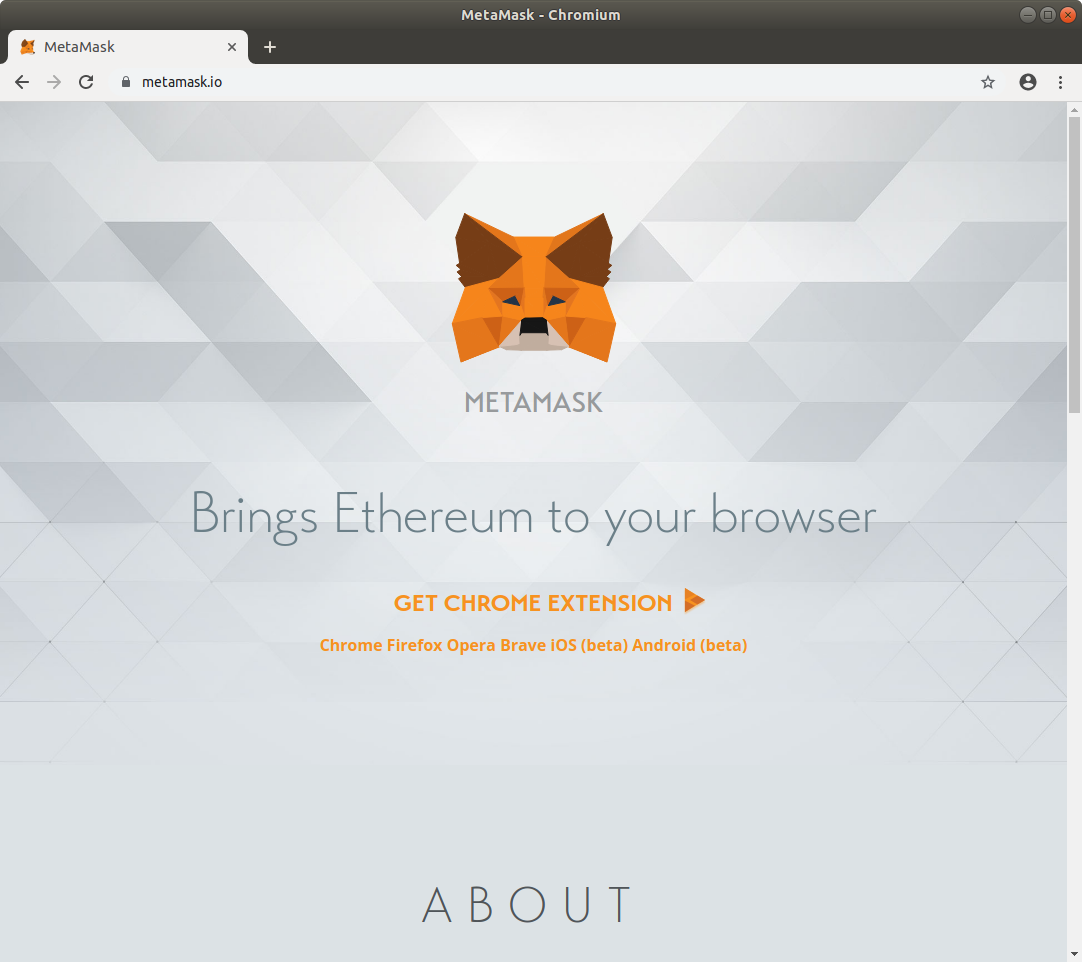 MetaMask - Chromium
MetaMask
metamask.io
METAMASK
Brings Ethereum to your browser
GET CHROME EXTENSION
Chrome Firefox Opera Brave iOS (beta) Android (beta)
ABOUT